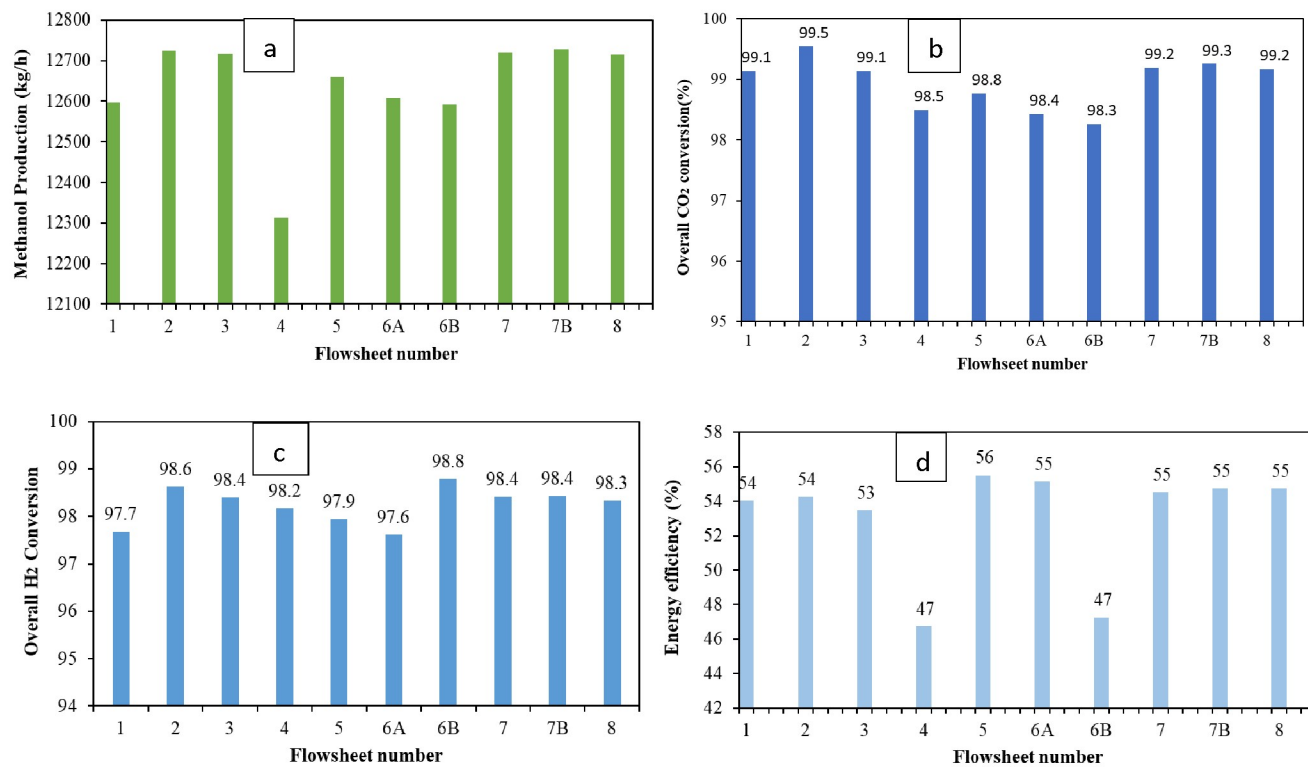 a
Methanol Production (kg/h)
12800
12700
12600
12500
12400
12300
12200
12100
1 2 3 4 5 6A 6B 7 7B 8
Flowsheet number
b
Overall CO2 conversion(%)
100
99
98
97
96
95
99.1 99.5 99.1 98.5 98.8 98.4 98.3 99.2 99.3 99.2
1 2 3 4 5 6A 6B 7 7B 8
Flowhseet number
c
Overall H2 Conversion
100
99
98
97
96
95
94
97.7 98.6 98.4 98.2 97.9 97.6 98.8 98.4 98.4 98.3
1 2 3 4 5 6A 6B 7 7B 8
Flowsheet number
d
Energy efficiency (%)
58
56
54
52
50
48
46
44
42
54 54 53 47 56 55 47 55 55 55
1 2 3 4 5 6A 6B 7 7B 8
Flowsheet number